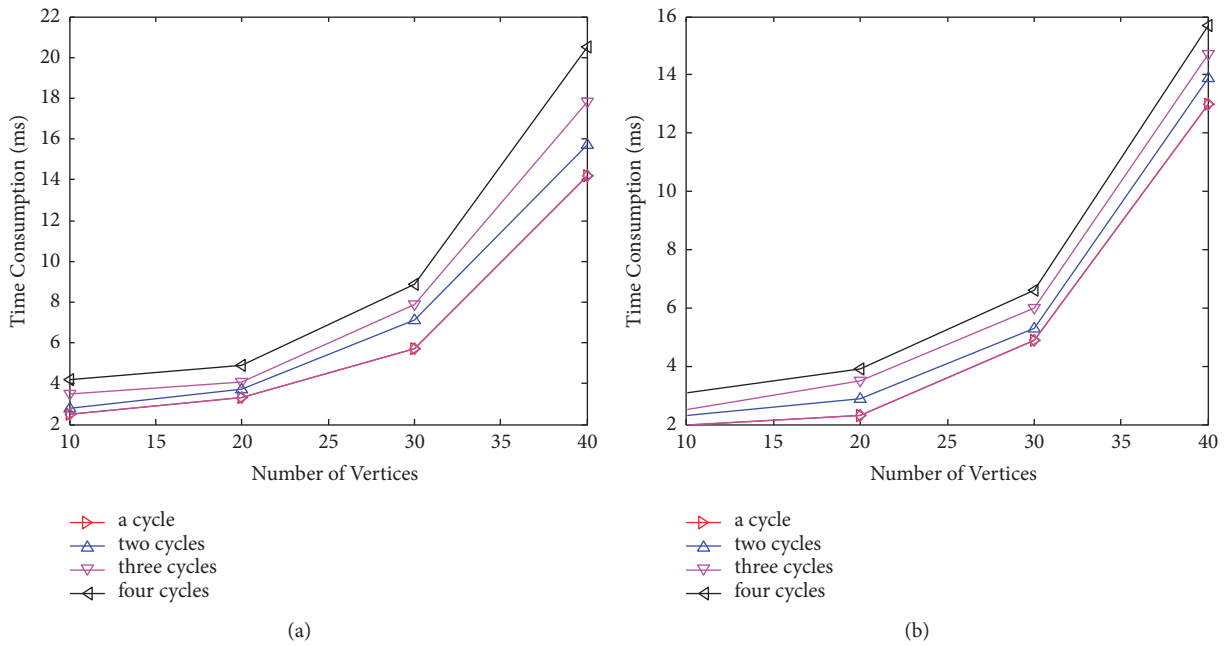 22
20
18
16
14
12
10
8
6
4
2
Time Consumption (ms)
10 15 20 25 30 35 40
Number of Vertices
a cycle
two cycles
three cycles
four cycles
(a)
16
14
12
10
8
6
4
2
Time Consumption (ms)
10 15 20 25 30 35 40
Number of Vertices
a cycle
two cycles
three cycles
four cycles
(b)